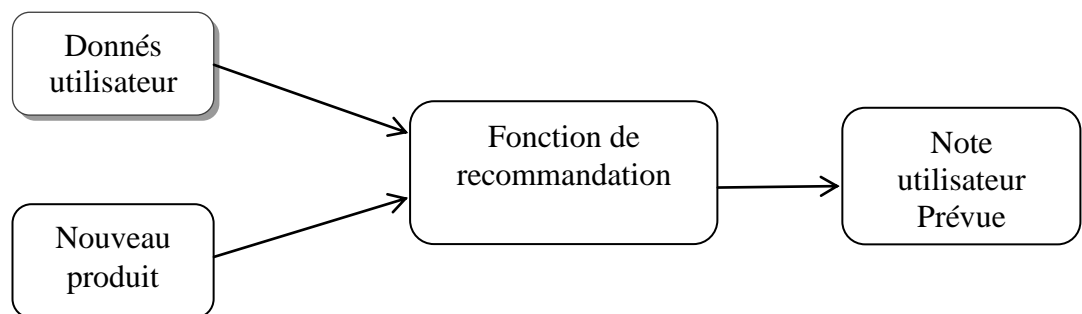 Donnés
utilisateur
Nouveau
produit
Fonction de
recommandation
Note
utilisateur
Prévue